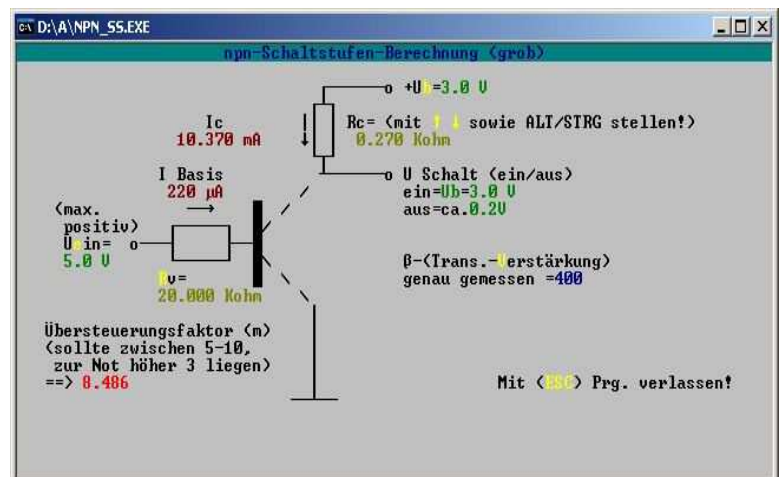 D:\A\NPN_SS.EXE
npn-Schaltstufen-Berechnung (grob)
o +Ub=3.0 V
Ic
10.370 mA
Rc= (mit ↑ ↓ sowie ALT/STRG stellen!)
0.270 Kohm
I Basis
220 µA
o U Schalt (ein/aus)
ein=Ub=3.0 V
aus=ca.0.2V
(max.
positiv)
Uein= o
5.0 V
Rv=
20.000 Kohm
β-(Trans.-Verstärkung)
genau gemessen =400
Übersteuerungsfaktor (m)
(sollte zwischen 5-10,
zur Not höher 3 liegen)
==> 8.486
Mit (ESC) Prg. verlassen!